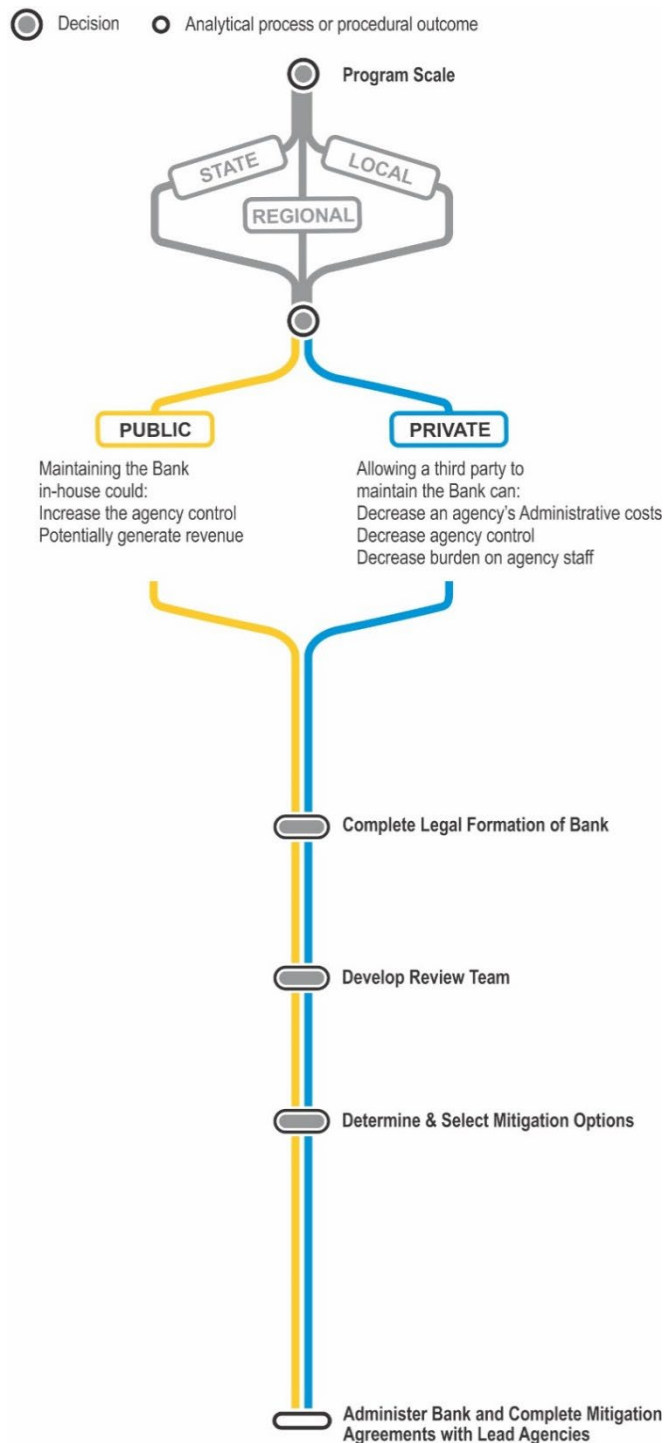 Decision
Analytical process or procedural outcome
Program Scale
STATE
LOCAL
REGIONAL
PUBLIC
Maintaining the Bank
in-house could:
Increase the agency control
Potentially generate revenue
PRIVATE
Allowing a third party to
maintain the Bank can:
Decrease an agency's Administrative costs
Decrease agency control
Decrease burden on agency staff
Complete Legal Formation of Bank
Develop Review Team
Determine & Select Mitigation Options
Administer Bank and Complete Mitigation
Agreements with Lead Agencies